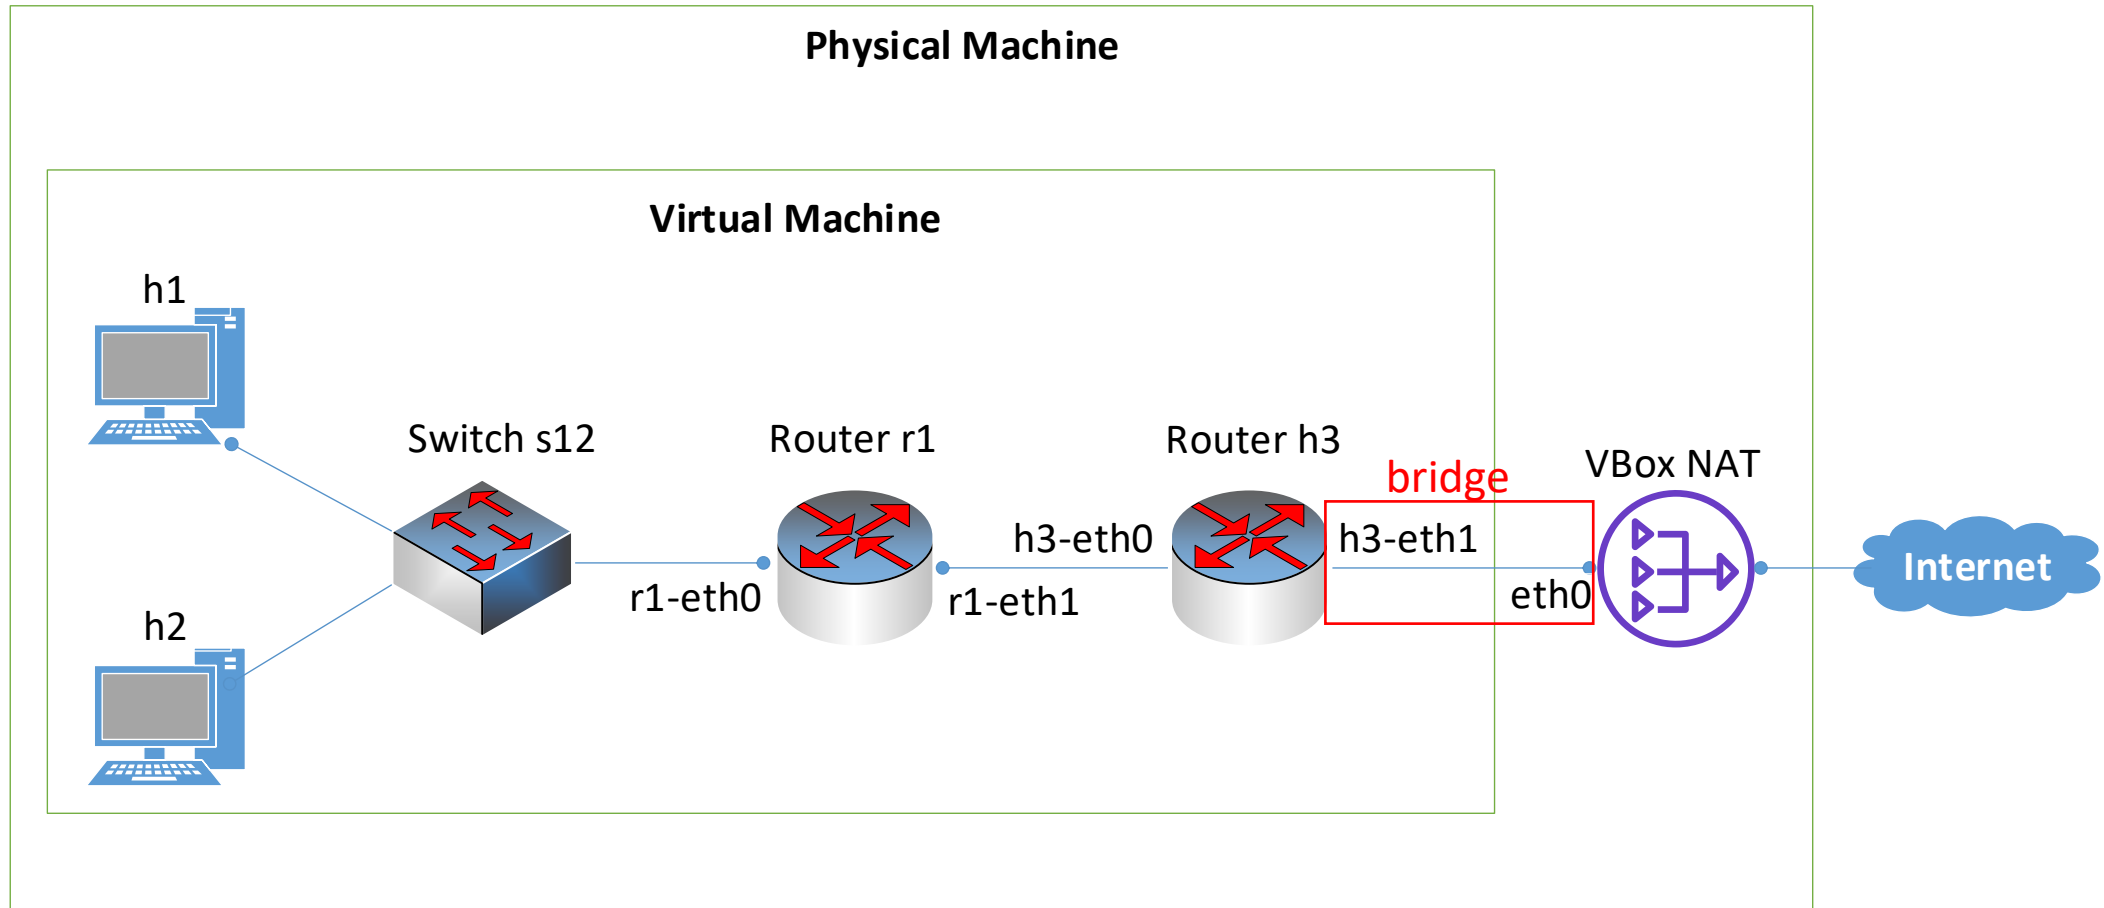 Physical Machine
Virtual Machine
h1
Switch s12
Router r1
Router h3
bridge
VBox NAT
h3-eth0
h3-eth1
Internet
r1-eth0
r1-eth1
eth0
h2